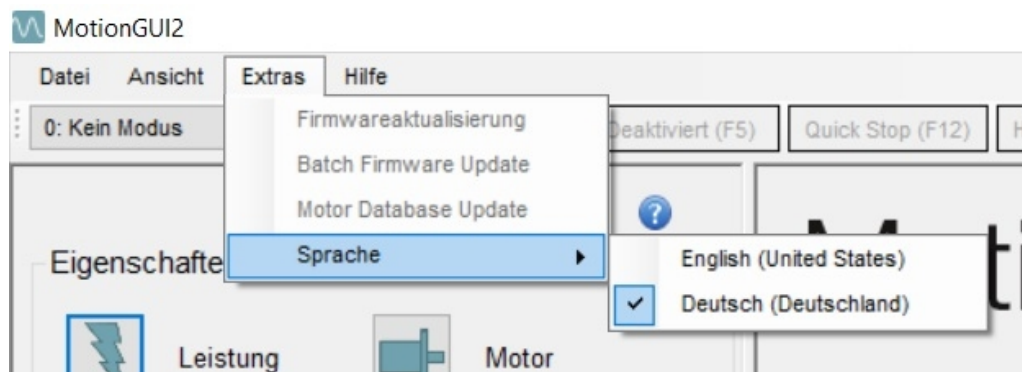 MotionGUI2
Datei Ansicht Extras Hilfe
0: Kein Modus
Deaktiviert (F5) Quick Stop (F12) H
Firmwareaktualisierung
Batch Firmware Update
Motor Database Update
Sprache
English (United States)
Deutsch (Deutschland)
Eigenschafte
Leistung Motor